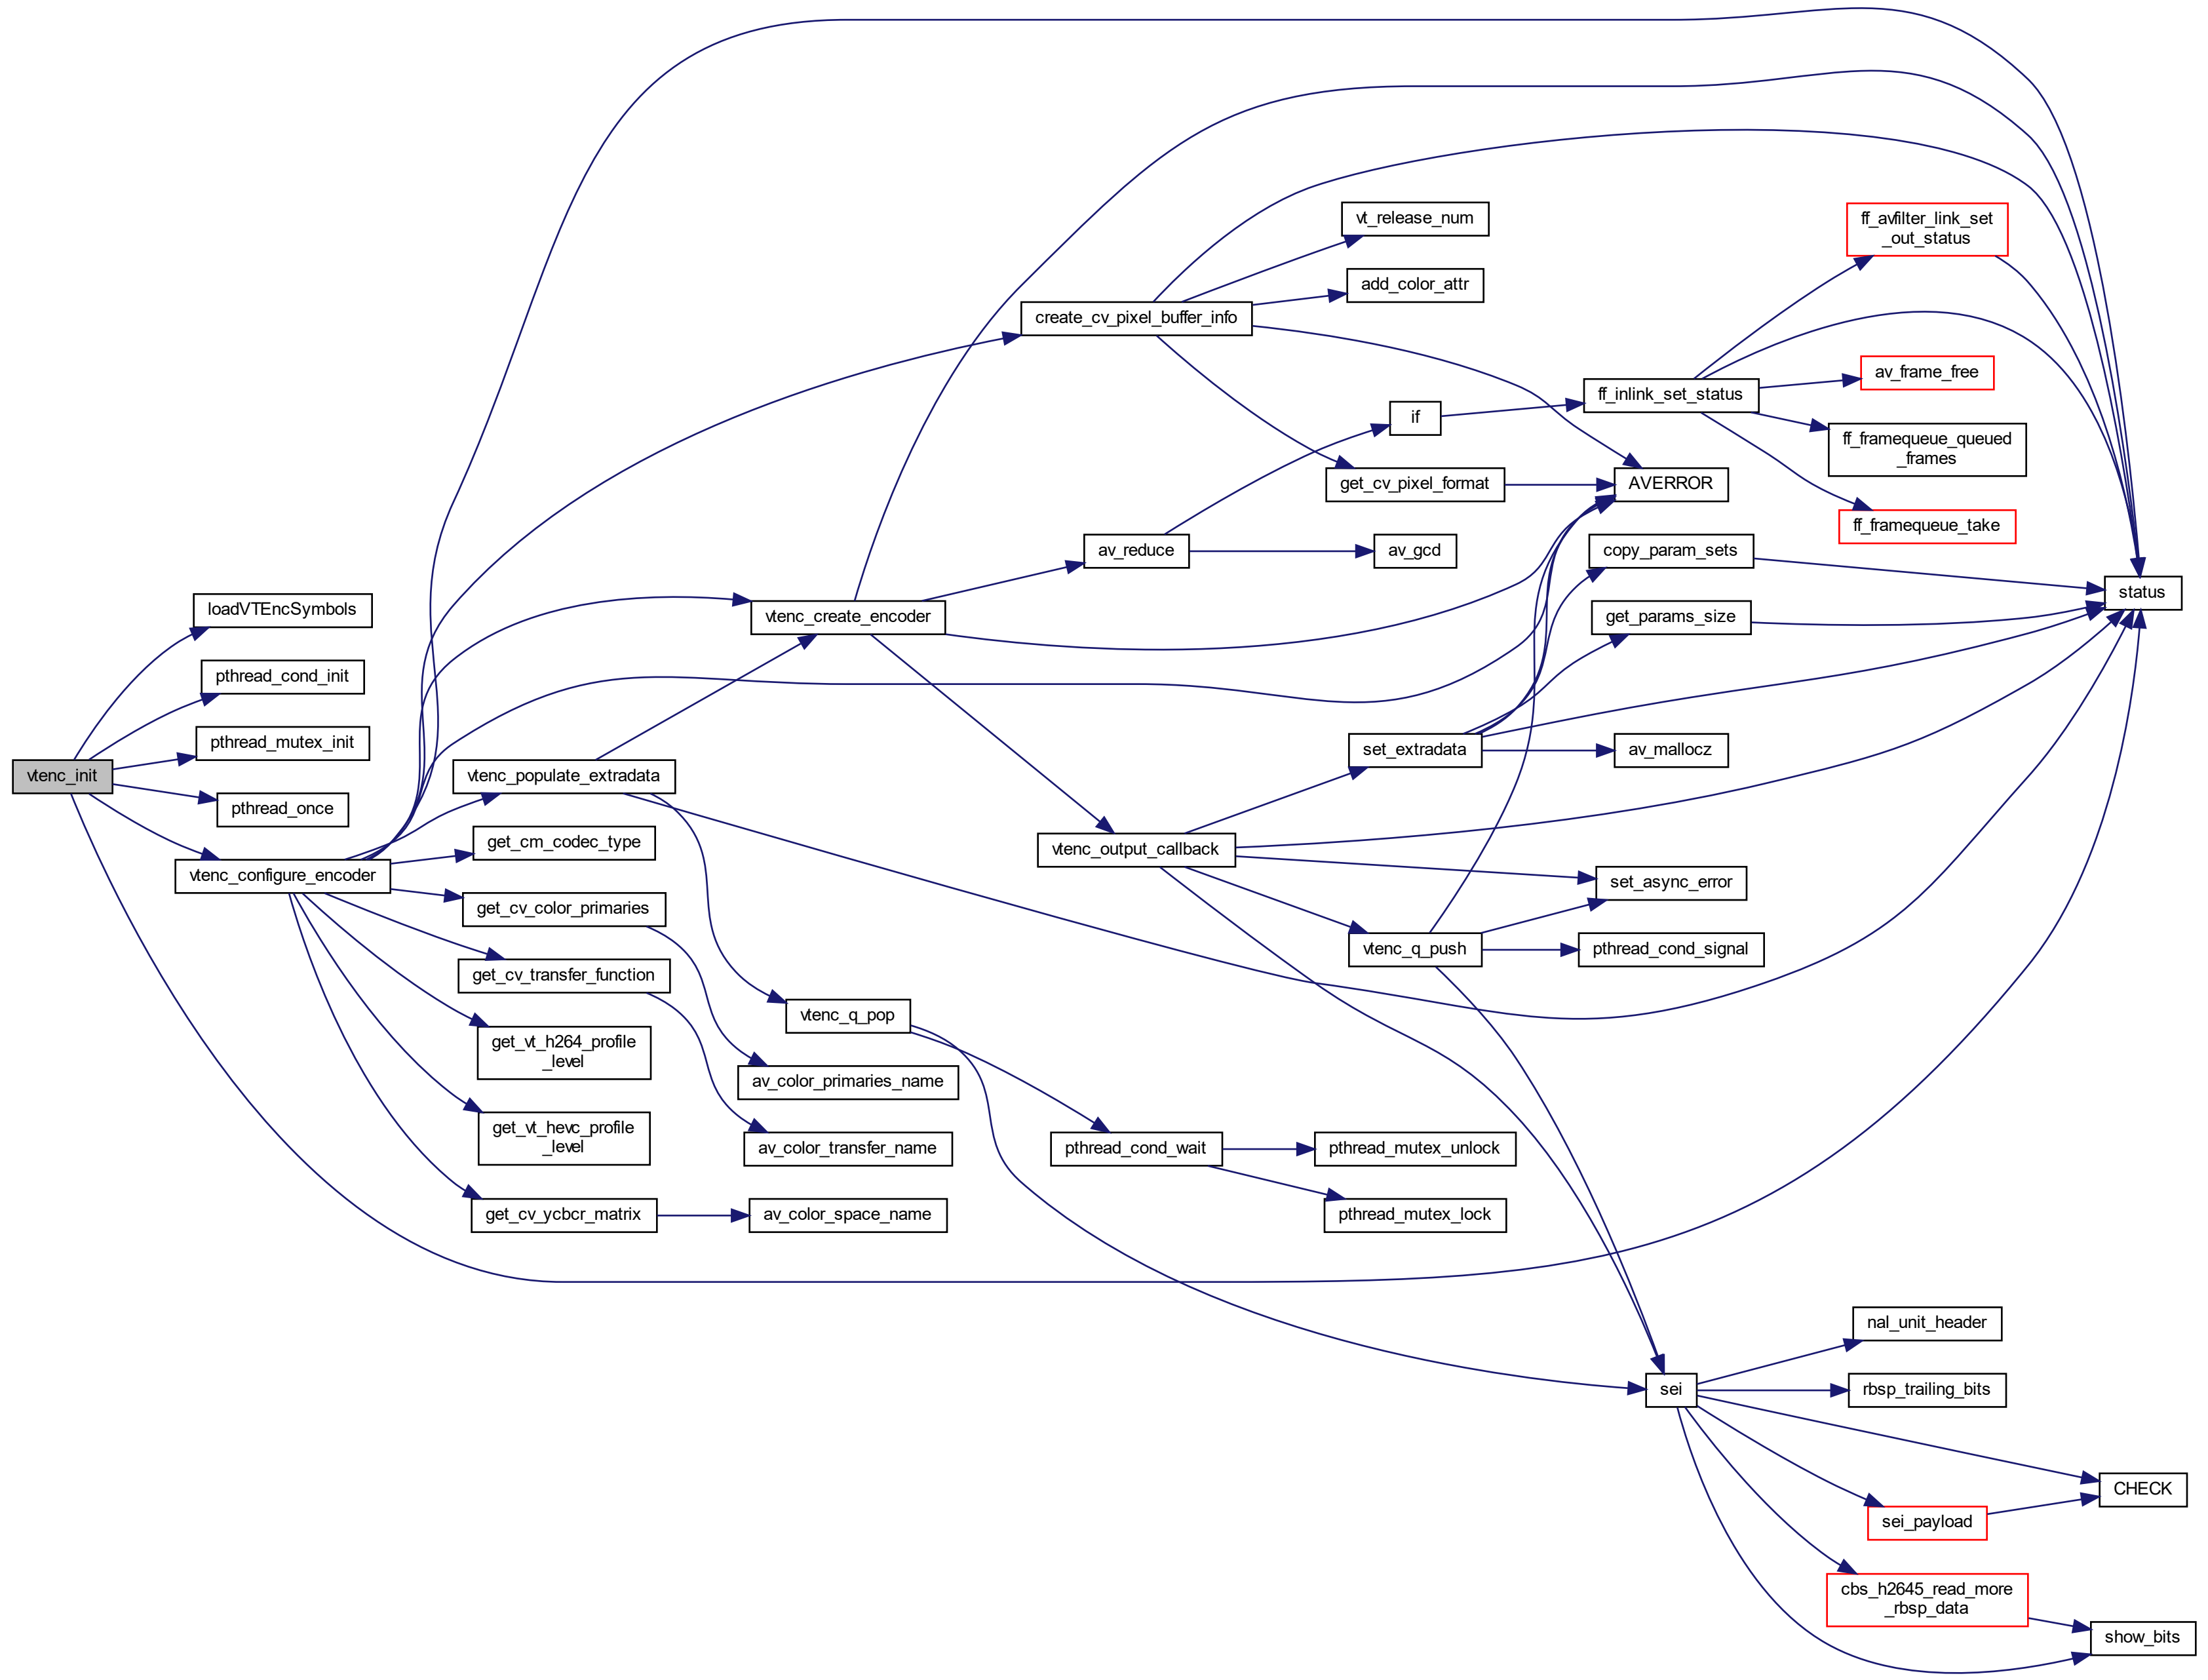 vtenc_init
loadVTEncSymbols
pthread_cond_init
pthread_mutex_init
pthread_once
vtenc_configure_encoder
vtenc_populate_extradata
get_cm_codec_type
get_cv_color_primaries
get_cv_transfer_function
get_vt_h264_profile
_level
get_vt_hevc_profile
_level
get_cv_ycbcr_matrix
vtenc_create_encoder
vtenc_q_pop
av_color_primaries_name
av_color_transfer_name
av_color_space_name
create_cv_pixel_buffer_info
av_reduce
vtenc_output_callback
pthread_cond_wait
vt_release_num
add_color_attr
if
get_cv_pixel_format
av_gcd
set_extradata
vtenc_q_push
pthread_mutex_unlock
pthread_mutex_lock
ff_inlink_set_status
AVERROR
copy_param_sets
get_params_size
av_mallocz
set_async_error
pthread_cond_signal
sei
ff_avfilter_link_set
_out_status
av_frame_free
ff_framequeue_queued
_frames
ff_framequeue_take
nal_unit_header
rbsp_trailing_bits
sei_payload
cbs_h2645_read_more
_rbsp_data
status
CHECK
show_bits